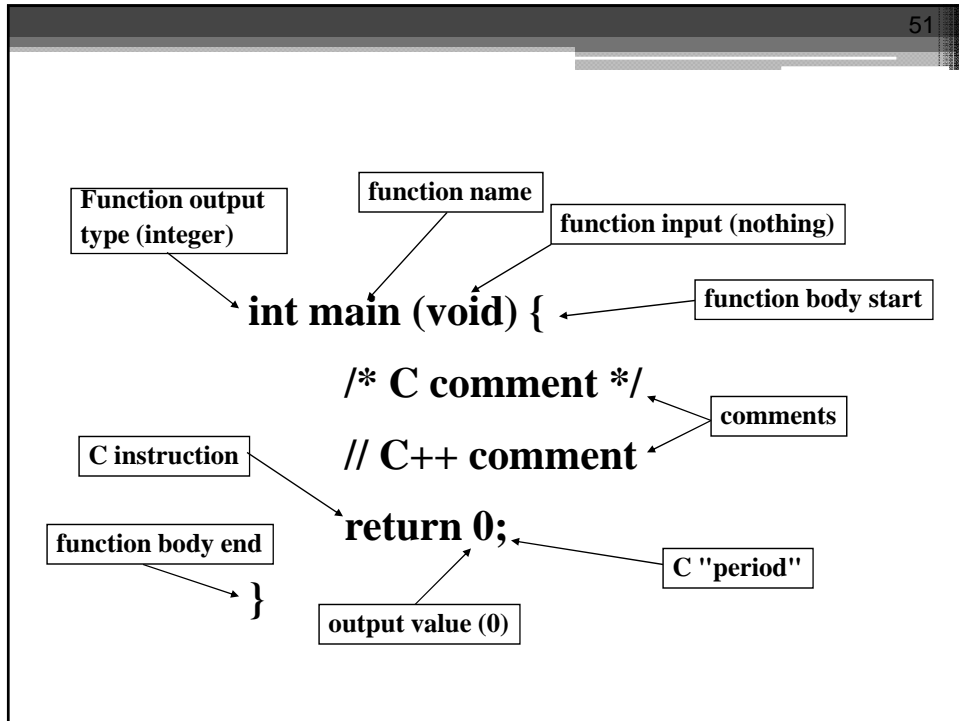 51
Function output
type (integer)
function name
function input (nothing)
int main (void) {
function body start
/* C comment */
comments
// C++ comment
C instruction
return 0;
function body end
C "period"
}
output value (0)